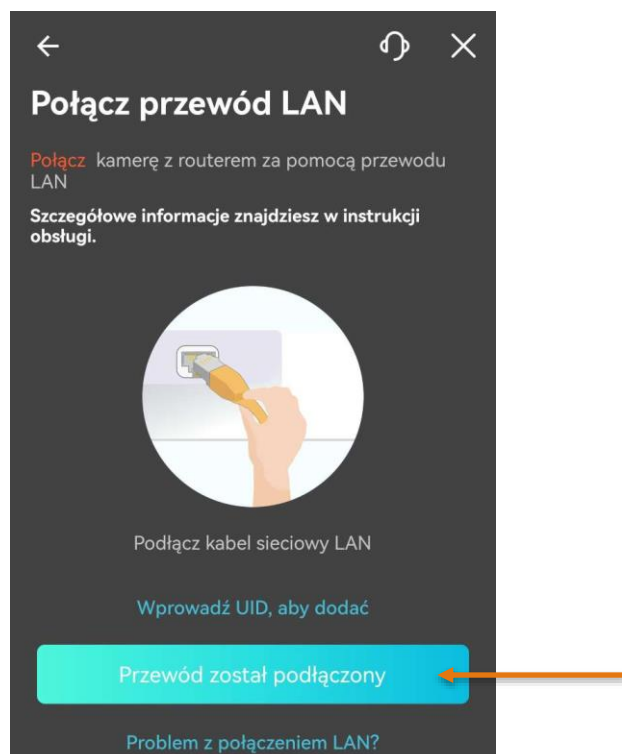 Połącz przewód LAN
Połącz kamerę z routerem za pomocą przewodu
LAN
Szczegółowe informacje znajdziesz w instrukcji
obsługi.
Podłącz kabel sieciowy LAN
Wprowadź UID, aby dodać
Przewód został podłączony
Problem z połączeniem LAN?